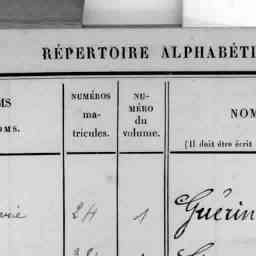 RÉPERTOIRE ALPHABÉTI
MS
OMS.
NUMÉROS
ma-
tricules.
NU-
MÉRO
du
volume.
NOM
(Il doit être écrit
24
1
Guérin